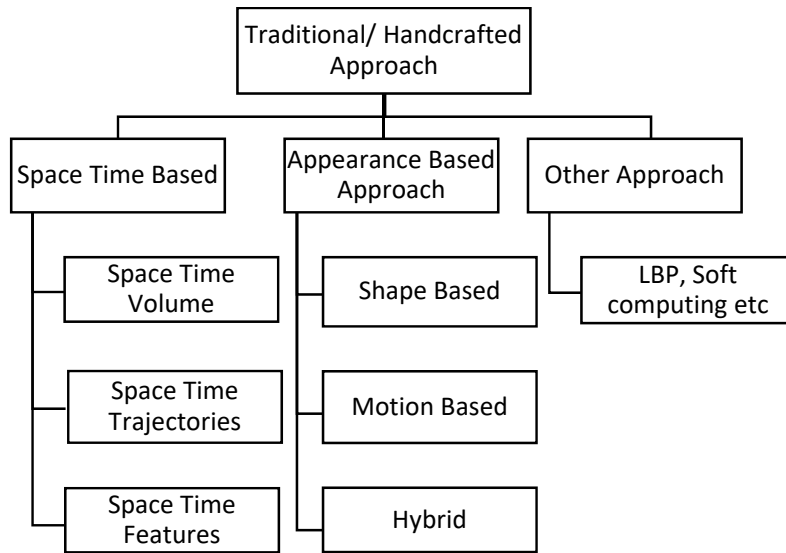 Traditional/ Handcrafted
Approach
Space Time Based
Appearance Based
Approach
Other Approach
Space Time
Volume
Shape Based
LBP, Soft
computing etc
Space Time
Trajectories
Motion Based
Space Time
Features
Hybrid